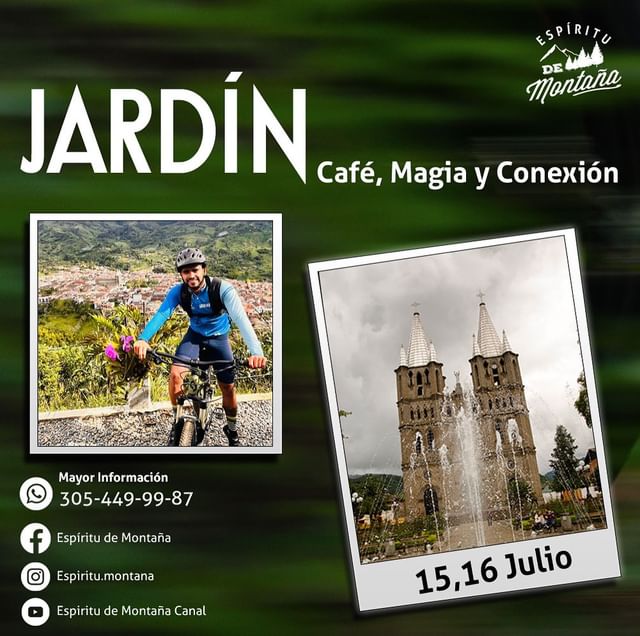 ESPÍRITU
DE
Montaña
JARDÍN
Café, Magia y Conexión
Mayor Información
305-449-99-87
Espíritu de Montaña
Espiritu.montana
Espiritu de Montaña Canal
15,16 Julio